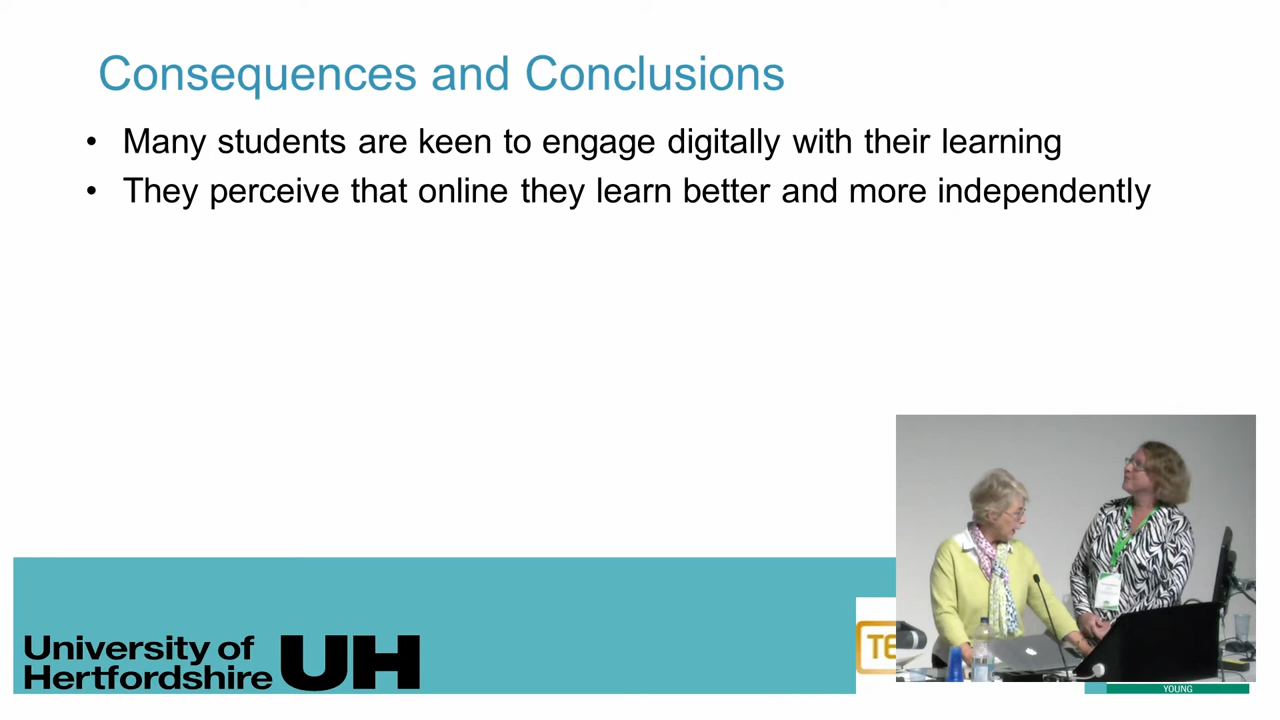 Consequences and Conclusions
• Many students are keen to engage digitally with their learning
• They perceive that online they learn better and more independently
University of
Hertfordshire
UH
TE
YOUNG